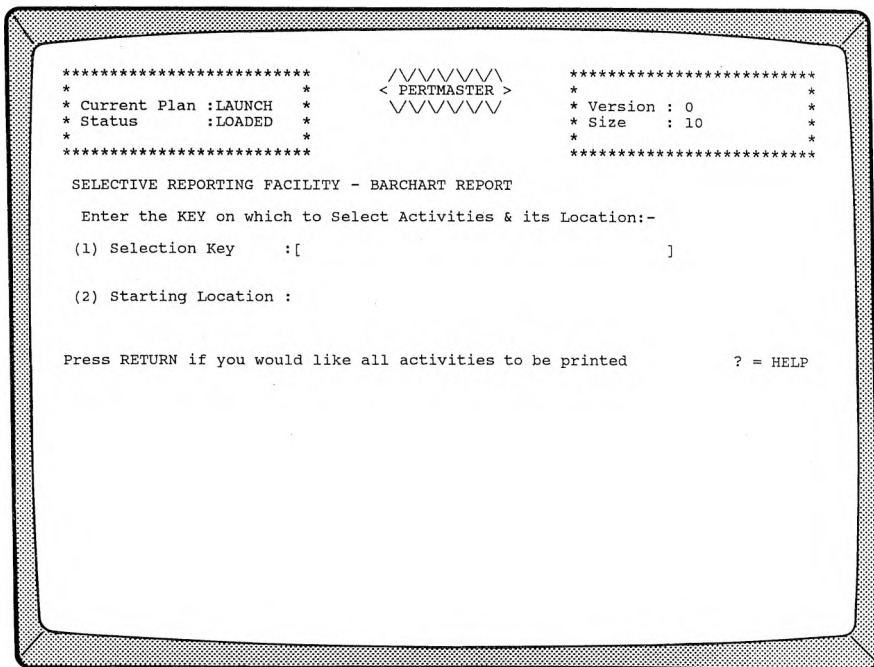 *************************** /\/\/\/\/\/\/\ ***************************
* * < PERTMASTER > * *
* Current Plan :LAUNCH * \/\/\/\/\/\/ * Version : 0 *
* Status :LOADED * * Size : 10 *
* * * *
*************************** ***************************
SELECTIVE REPORTING FACILITY - BARCHART REPORT
Enter the KEY on which to Select Activities & its Location:-
(1) Selection Key :[ ]
(2) Starting Location :
Press RETURN if you would like all activities to be printed ? = HELP